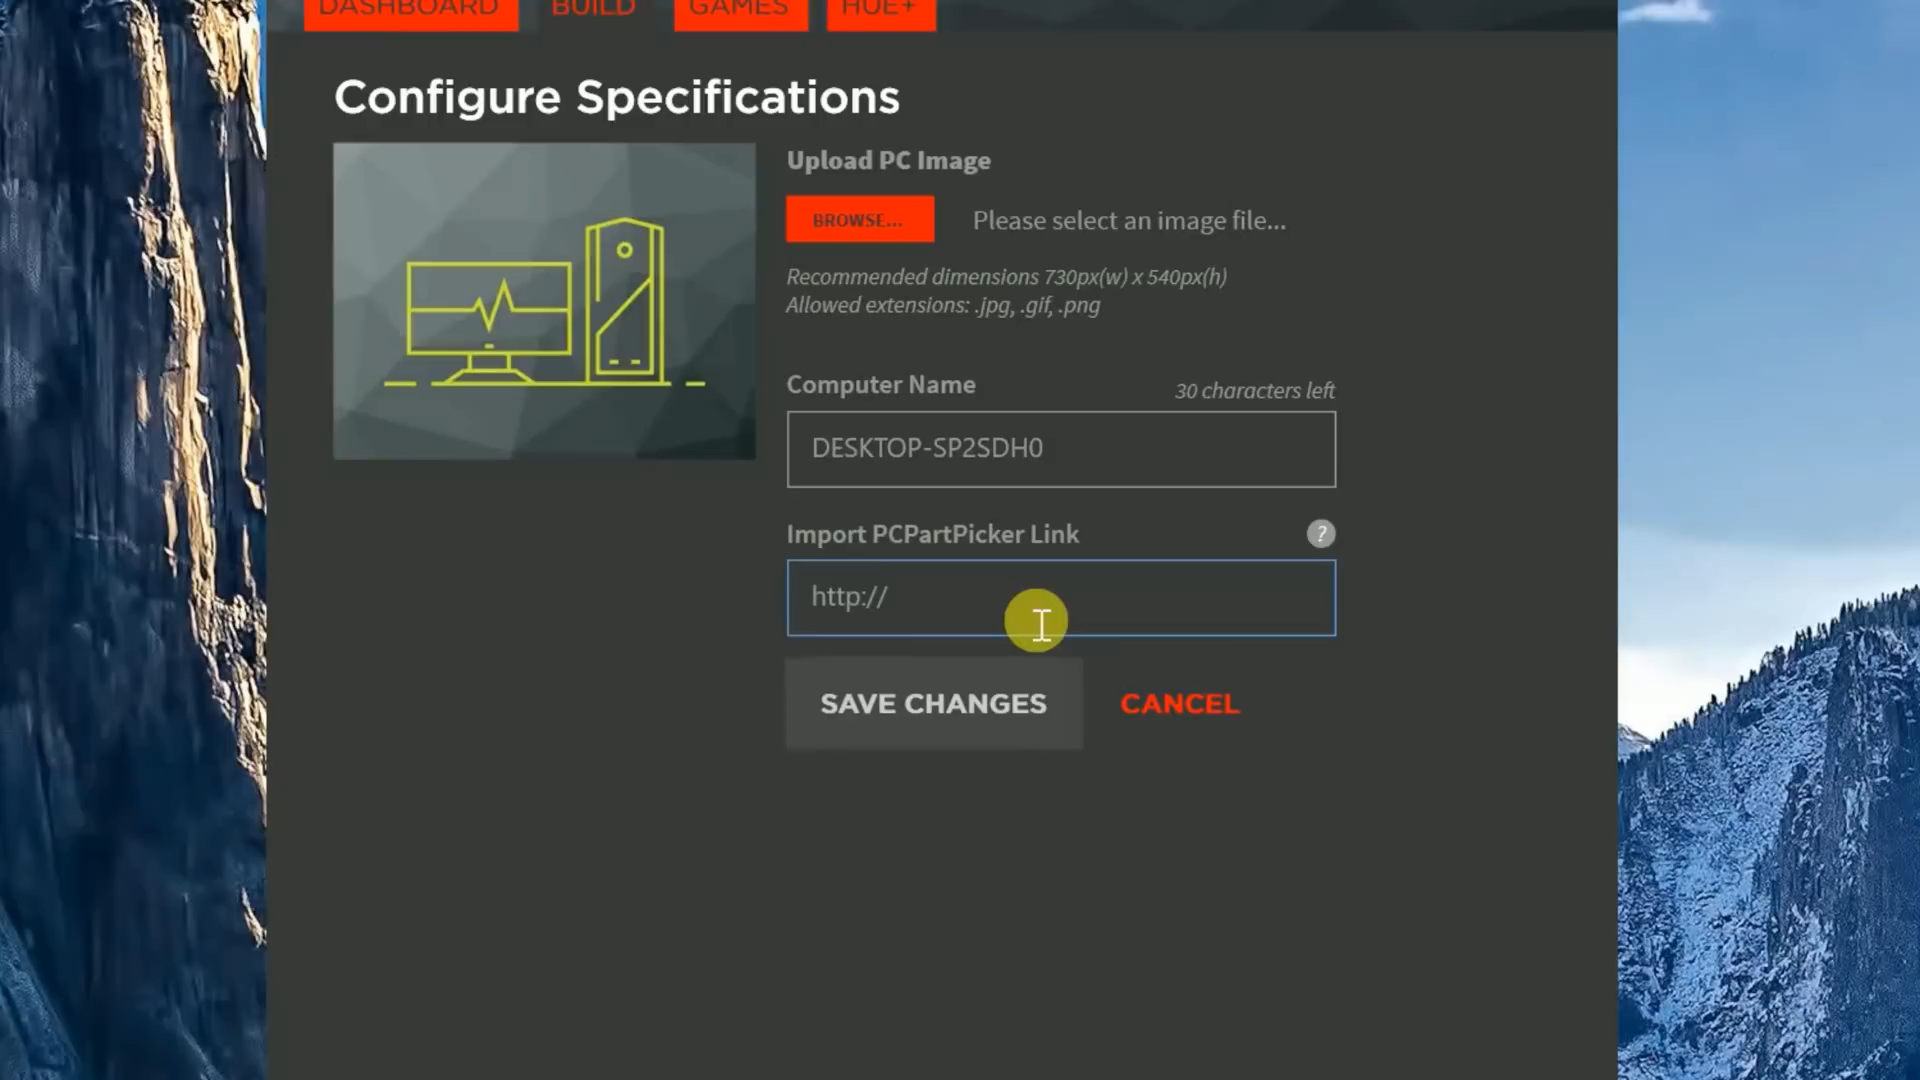 DASHBOARD BUILD GAMES HUE+
Configure Specifications
Upload PC Image
BROWSE... Please select an image file...
Recommended dimensions 730px(w) x 540px(h)
Allowed extensions: .jpg, .gif, .png
Computer Name 30 characters left
DESKTOP-SP2SDH0
Import PCPartPicker Link ?
http://
SAVE CHANGES CANCEL